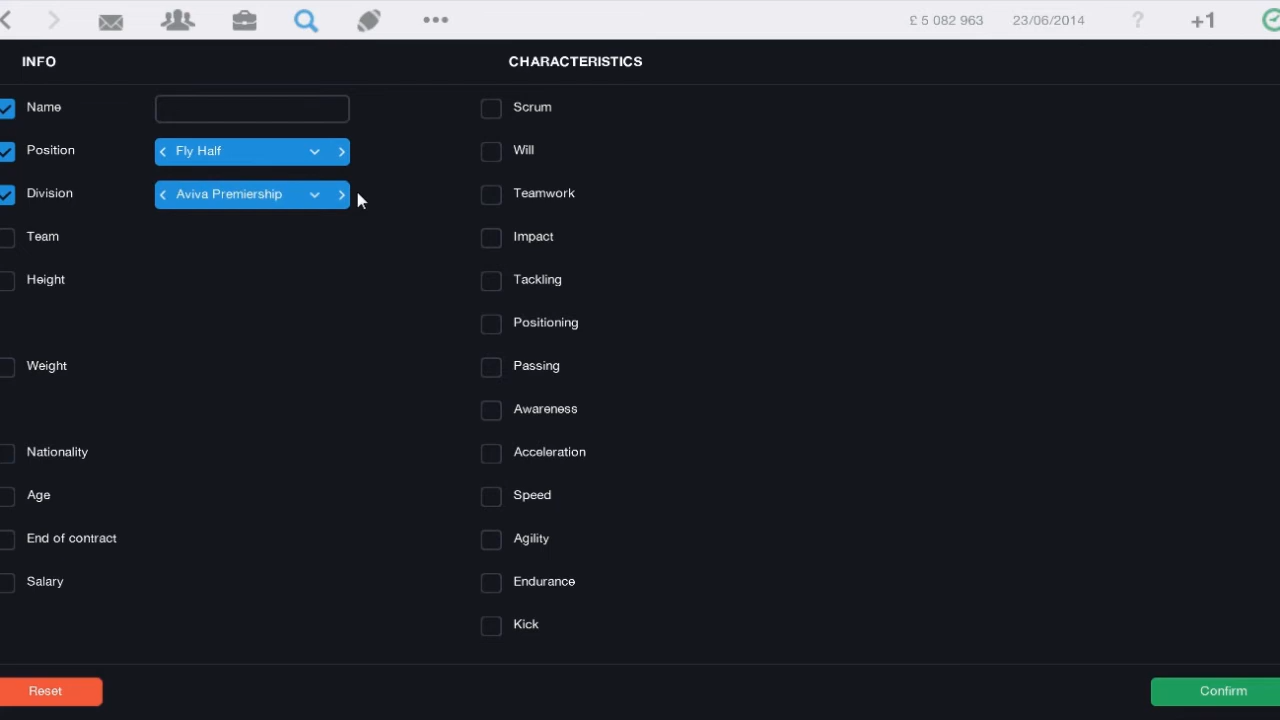 £ 5 082 963 23/06/2014 ? +1
INFO
CHARACTERISTICS
Name
Scrum
Position Fly Half
Will
Division Aviva Premiership
Teamwork
Team
Impact
Height
Tackling
Positioning
Weight
Passing
Awareness
Nationality
Acceleration
Age
Speed
End of contract
Agility
Salary
Endurance
Kick
Reset
Confirm